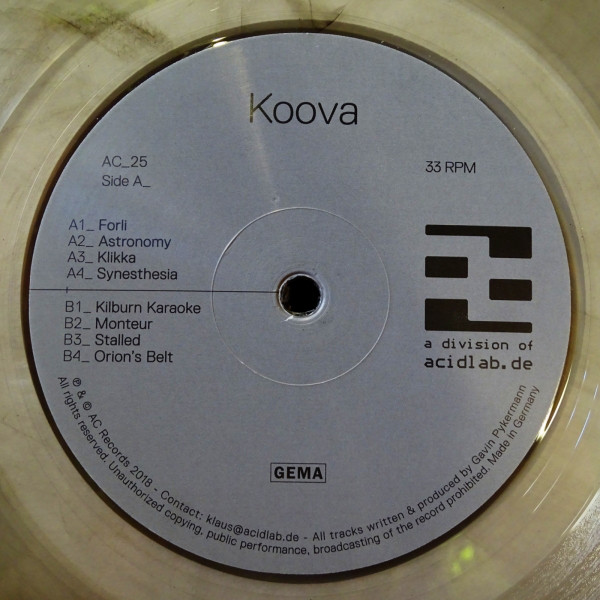 Koova
AC_25
Side A_
33 RPM
A1_ Forli
A2_ Astronomy
A3_ Klikka
A4_ Synesthesia
B1_ Kilburn Karaoke
B2_ Monteur
B3_ Stalled
B4_ Orion's Belt
a division of
acidlab.de
GEMA
℗ & © AC Records 2018 - Contact: klaus@acidlab.de - All tracks written & produced by Gavin Pykermann
All rights reserved. Unauthorized copying, public performance, broadcasting of the record prohibited. Made in Germany